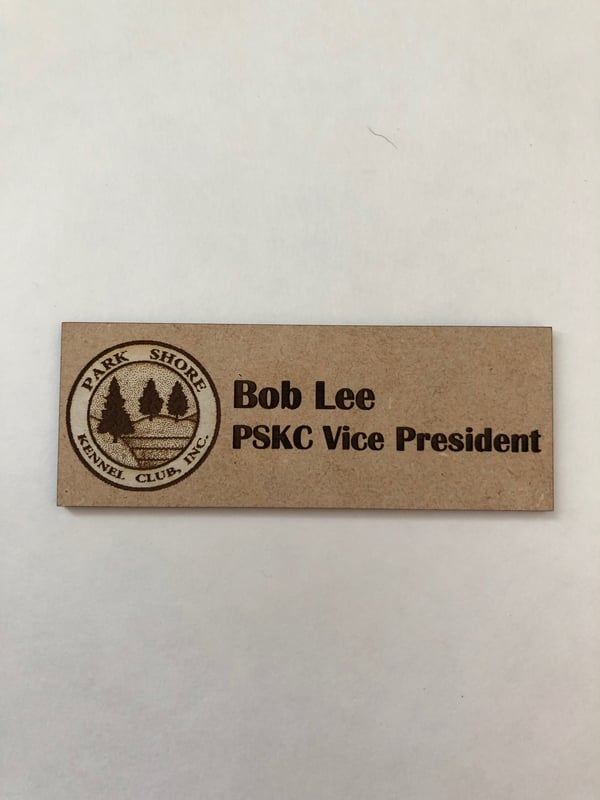 PARK SHORE
KENNEL CLUB, INC.
Bob Lee
PSKC Vice President